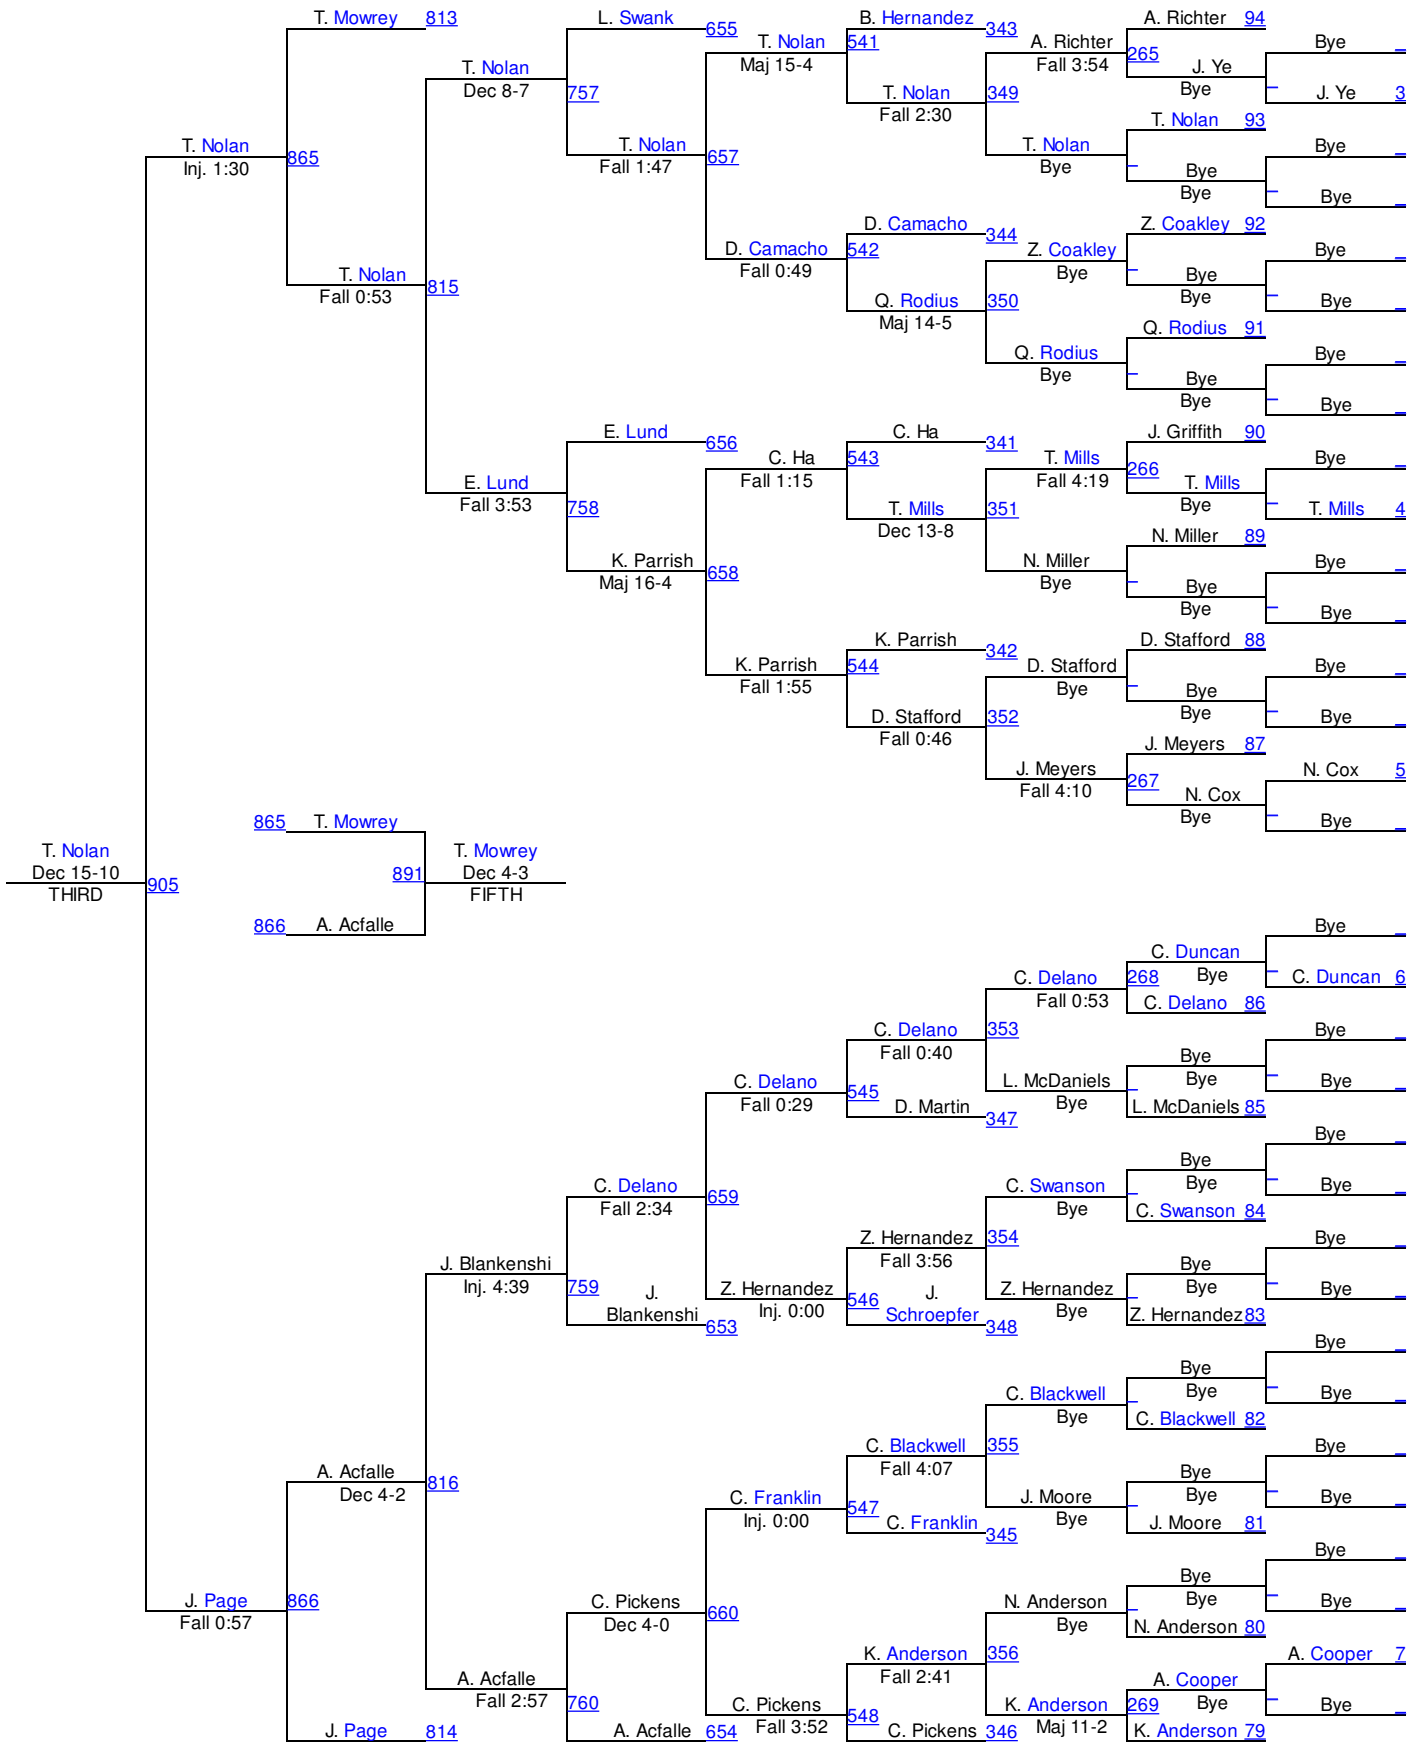 T. Mowrey 813
L. Swank 655
B. Hernandez 343
A. Richter 94
Bye
T. Nolan 541
Maj 15-4
A. Richter 265
Fall 3:54
J. Ye
Bye
J. Ye 3
T. Nolan
Dec 8-7
757
T. Nolan 349
Fall 2:30
T. Nolan 93
Bye
T. Nolan
Inj. 1:30
865
T. Nolan 657
Fall 1:47
T. Nolan
Bye
Bye
Bye
Bye
D. Camacho 344
Z. Coakley 92
Bye
D. Camacho 542
Fall 0:49
Z. Coakley
Bye
Bye
Bye
Bye
T. Nolan 815
Fall 0:53
Q. Rodius 350
Maj 14-5
Q. Rodius 91
Bye
Q. Rodius
Bye
Bye
Bye
Bye
E. Lund 656
C. Ha 341
J. Griffith 90
Bye
C. Ha 543
Fall 1:15
T. Mills 266
Fall 4:19
T. Mills
Bye
T. Mills 4
E. Lund
Fall 3:53
758
T. Mills 351
Dec 13-8
N. Miller 89
Bye
K. Parrish 658
Maj 16-4
N. Miller
Bye
Bye
Bye
Bye
K. Parrish 342
D. Stafford 88
Bye
K. Parrish 544
Fall 1:55
D. Stafford
Bye
Bye
Bye
Bye
D. Stafford 352
Fall 0:46
J. Meyers 87
N. Cox 5
J. Meyers 267
Fall 4:10
N. Cox
Bye
Bye
865 T. Mowrey
T. Nolan
Dec 15-10
THIRD
905
891
T. Mowrey
Dec 4-3
FIFTH
866 A. Acfalle
Bye
C. Duncan
Bye
C. Duncan 6
C. Delano 268
Fall 0:53
C. Delano 86
C. Delano 353
Fall 0:40
Bye
Bye
Bye
Bye
C. Delano 545
Fall 0:29
L. McDaniels
Bye
L. McDaniels 85
D. Martin 347
Bye
Bye
Bye
Bye
C. Delano 659
Fall 2:34
C. Swanson
Bye
C. Swanson 84
Z. Hernandez 354
Fall 3:56
Bye
Bye
Bye
Bye
J. Blankenshi
Inj. 4:39
759
J.
Blankenshi 653
Z. Hernandez 546
Inj. 0:00
J.
Schroepfer 348
Z. Hernandez
Bye
Z. Hernandez 83
Bye
Bye
Bye
Bye
C. Blackwell
Bye
C. Blackwell 82
C. Blackwell 355
Fall 4:07
Bye
Bye
Bye
Bye
A. Acfalle 816
Dec 4-2
C. Franklin 547
Inj. 0:00
C. Franklin 345
J. Moore
Bye
J. Moore 81
Bye
Bye
Bye
Bye
J. Page 866
Fall 0:57
C. Pickens 660
Dec 4-0
N. Anderson
Bye
N. Anderson 80
K. Anderson 356
Fall 2:41
A. Cooper 7
A. Cooper
Bye
Bye
A. Acfalle
Fall 2:57
760
C. Pickens 548
Fall 3:52
K. Anderson 269
Maj 11-2
J. Page 814
A. Acfalle 654
C. Pickens 346
K. Anderson 79